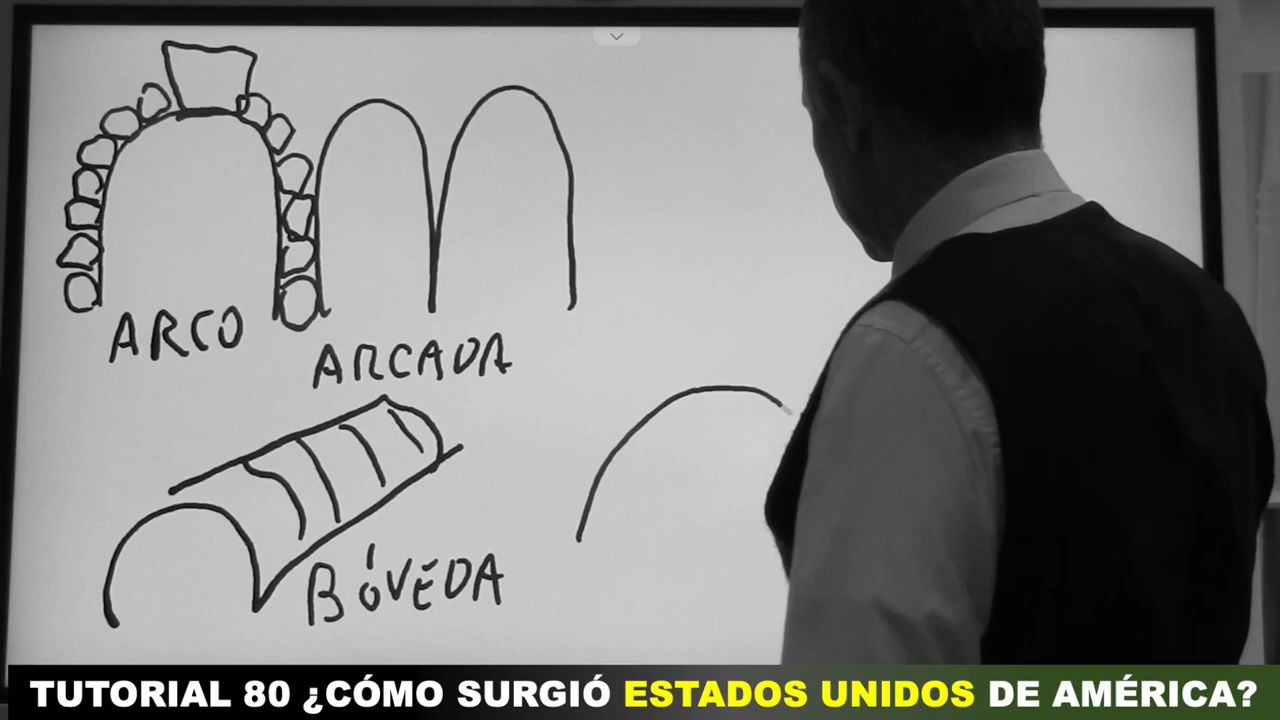 ARCO
ARCADA
BÓVEDA
TUTORIAL 80 ¿CÓMO SURGIÓ ESTADOS UNIDOS DE AMÉRICA?